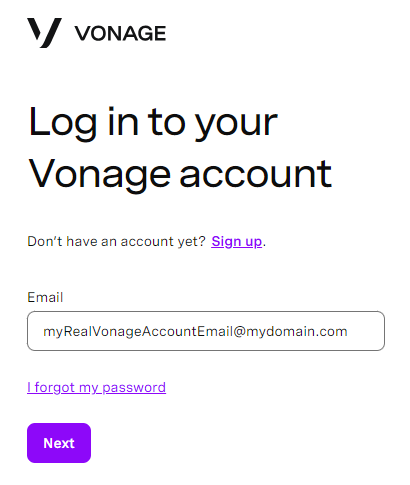 VONAGE
Log in to your
Vonage account
Don't have an account yet? Sign up.
Email
myRealVonageAccountEmail@mydomain.com
I forgot my password
Next